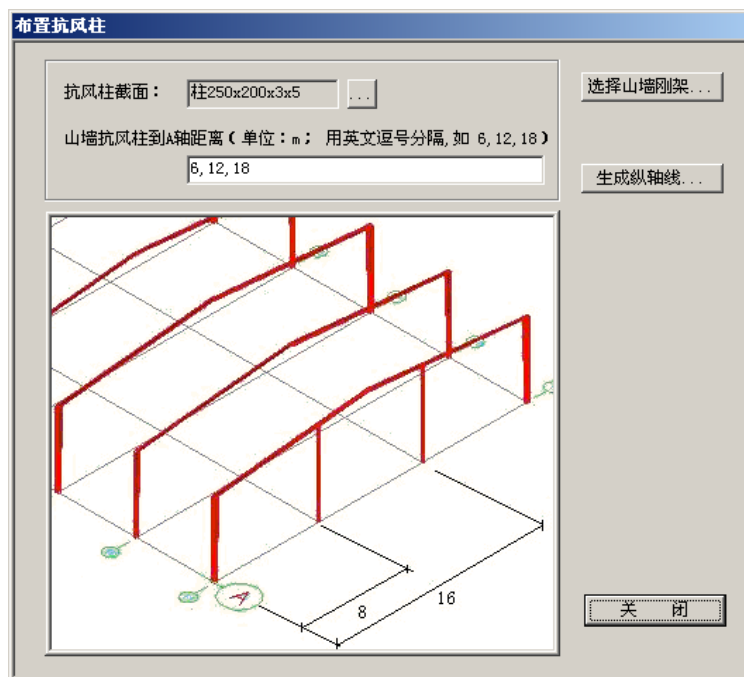 布置抗风柱
抗风柱截面： 柱250x200x3x5 ... 选择山墙刚架...
山墙抗风柱到A轴距离(单位：m； 用英文逗号分隔,如 6,12,18)
6,12,18
生成纵轴线...
A
8
16
关 闭